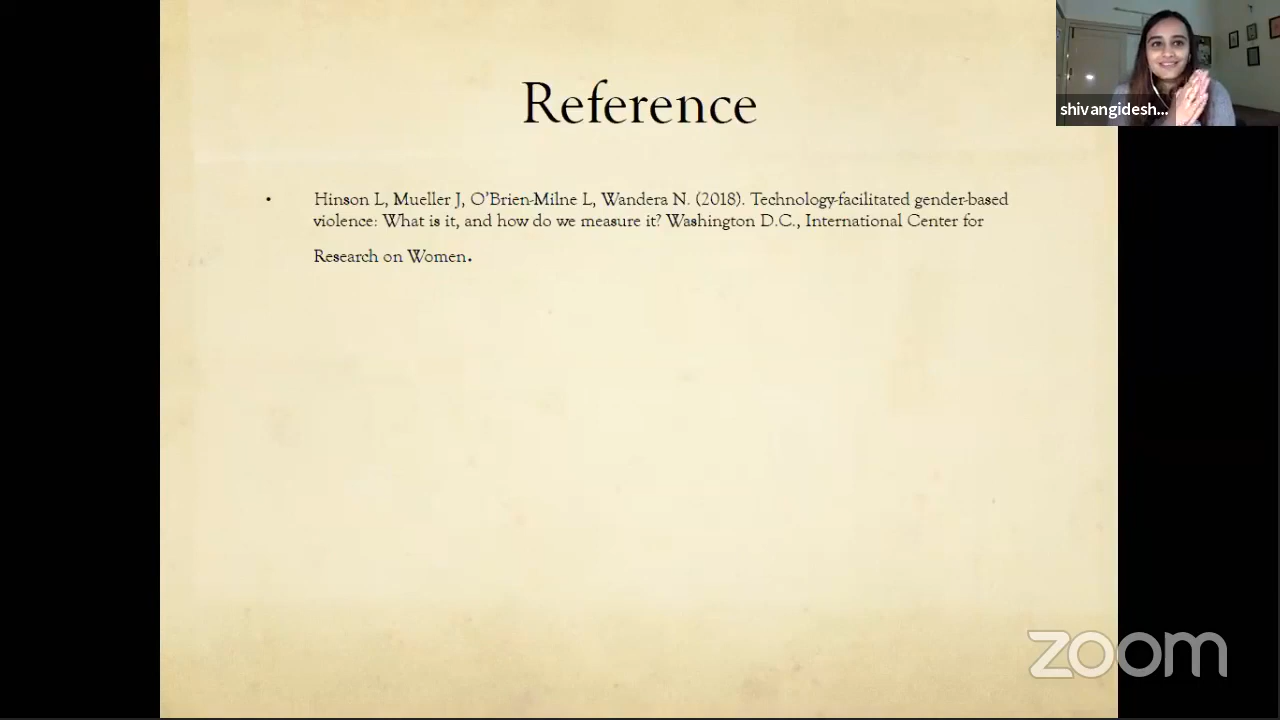 Reference
shivangidesh...
• Hinson L, Mueller J, O'Brien-Milne L, Wandera N. (2018). Technology-facilitated gender-based
violence: What is it, and how do we measure it? Washington D.C., International Center for
Research on Women.
zoom